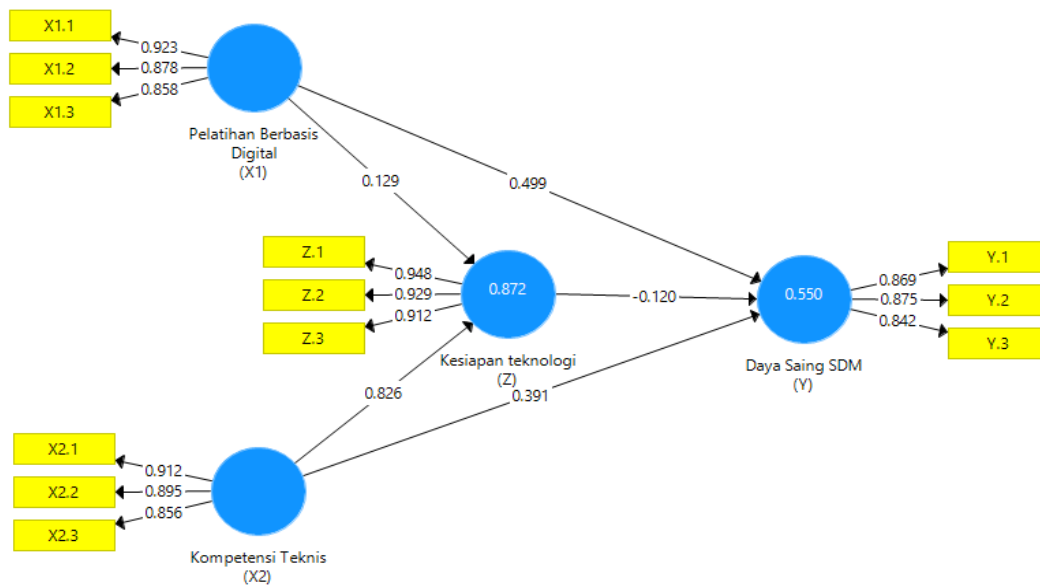 X1.1
X1.2
X1.3
0.923
0.878
0.858
Pelatihan Berbasis
Digital
(X1)
0.129
0.499
Z.1
Z.2
Z.3
0.948
0.929
0.912
0.872
Kesiapan teknologi
(Z)
-0.120
0.550
Daya Saing SDM
(Y)
0.869
0.875
0.842
Y.1
Y.2
Y.3
0.826
0.391
X2.1
X2.2
X2.3
0.912
0.895
0.856
Kompetensi Teknis
(X2)